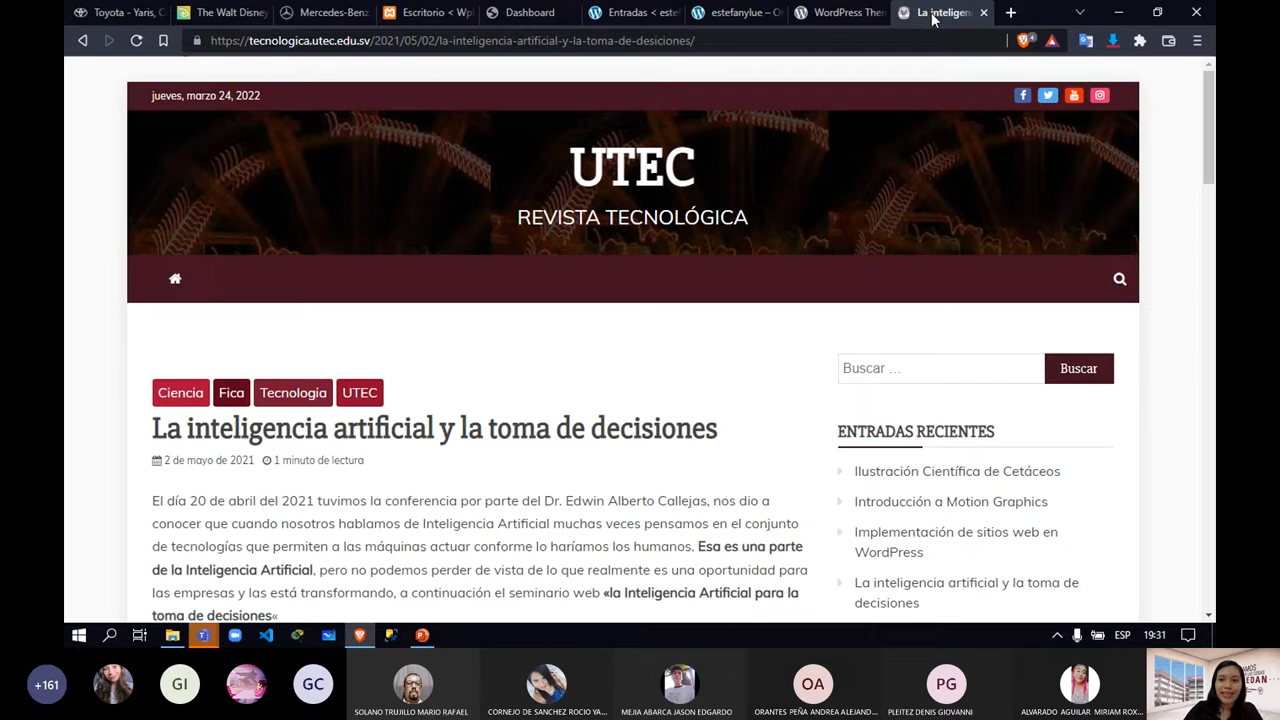 Toyota - Yaris, C
The Walt Disney
Mercedes-Benz
Escritorio < Wp
Dashboard
Entradas < estef
estefanylue – O
WordPress The
La inteligen
https://tecnologica.utec.edu.sv/2021/05/02/la-inteligencia-artificial-y-la-toma-de-desiciones/
4
jueves, marzo 24, 2022
UTEC
REVISTA TECNOLÓGICA
Ciencia
Fica
Tecnologia
UTEC
La inteligencia artificial y la toma de decisiones
2 de mayo de 2021
1 minuto de lectura
El día 20 de abril del 2021 tuvimos la conferencia por parte del Dr. Edwin Alberto Callejas, nos dio a
conocer que cuando nosotros hablamos de Inteligencia Artificial muchas veces pensamos en el conjunto
de tecnologías que permiten a las máquinas actuar conforme lo haríamos los humanos. Esa es una parte
de la Inteligencia Artificial, pero no podemos perder de vista de lo que realmente es una oportunidad para
las empresas y las está transformando, a continuación el seminario web «la Inteligencia Artificial para la
toma de decisiones«
Buscar ...
Buscar
ENTRADAS RECIENTES
Ilustración Científica de Cetáceos
Introducción a Motion Graphics
Implementación de sitios web en
WordPress
La inteligencia artificial y la toma de
decisiones
ESP
19:31
+161
GI
GC
SOLANO TRUJILLO MARIO RAFAEL
CORNEJO DE SANCHEZ ROCIO YA...
MEJIA ABARCA JASON EDGARDO
OA
ORANTES PEÑA ANDREA ALEJAND...
PG
PLEITEZ DENIS GIOVANNI
ALVARADO AGUILAR MIRIAM ROX...